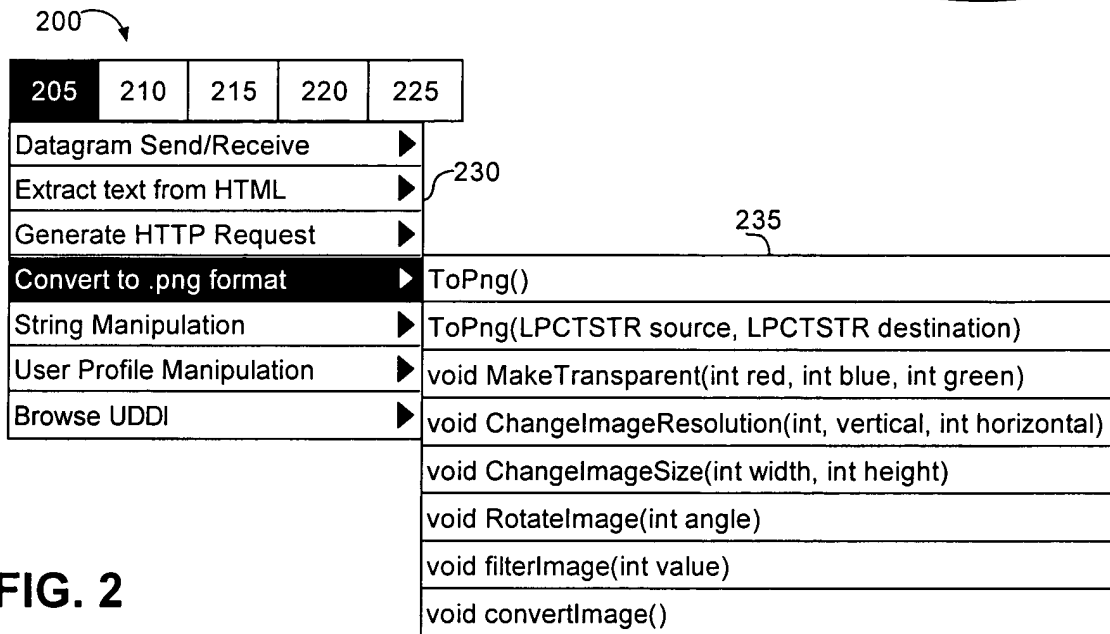 200
205 210 215 220 225
Datagram Send/Receive
Extract text from HTML
230
Generate HTTP Request
235
Convert to .png format
ToPng()
String Manipulation
ToPng(LPCTSTR source, LPCTSTR destination)
User Profile Manipulation
void MakeTransparent(int red, int blue, int green)
Browse UDDI
void ChangeImageResolution(int, vertical, int horizontal)
void ChangeImageSize(int width, int height)
void RotateImage(int angle)
void filterImage(int value)
void convertImage()
FIG. 2